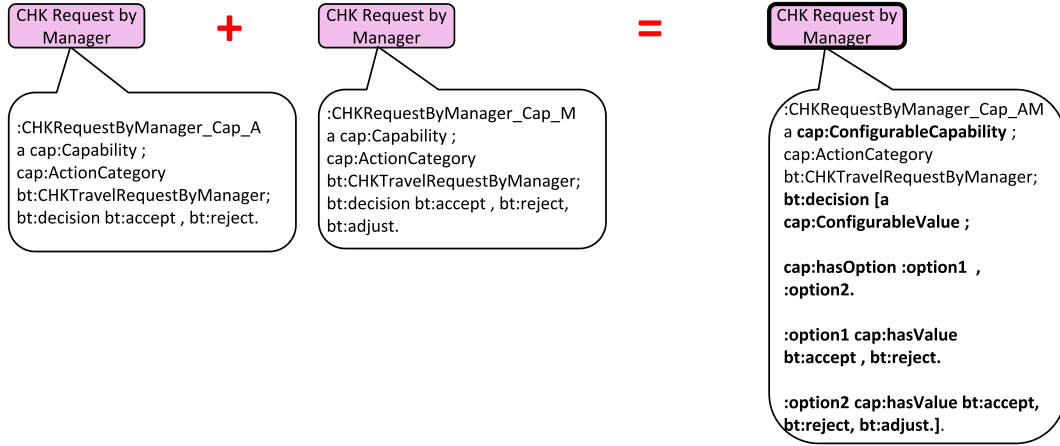 CHK Request by
Manager
+
CHK Request by
Manager
=
CHK Request by
Manager
:CHKRequestByManager_Cap_A
a cap:Capability ;
cap:ActionCategory
bt:CHKTravelRequestByManager;
bt:decision bt:accept , bt:reject.
:CHKRequestByManager_Cap_M
a cap:Capability ;
cap:ActionCategory
bt:CHKTravelRequestByManager;
bt:decision bt:accept , bt:reject,
bt:adjust.
:CHKRequestByManager_Cap_AM
a cap:ConfigurableCapability ;
cap:ActionCategory
bt:CHKTravelRequestByManager;
bt:decision [a
cap:ConfigurableValue ;
cap:hasOption :option1 ,
:option2.
:option1 cap:hasValue
bt:accept , bt:reject.
:option2 cap:hasValue bt:accept,
bt:reject, bt:adjust.].